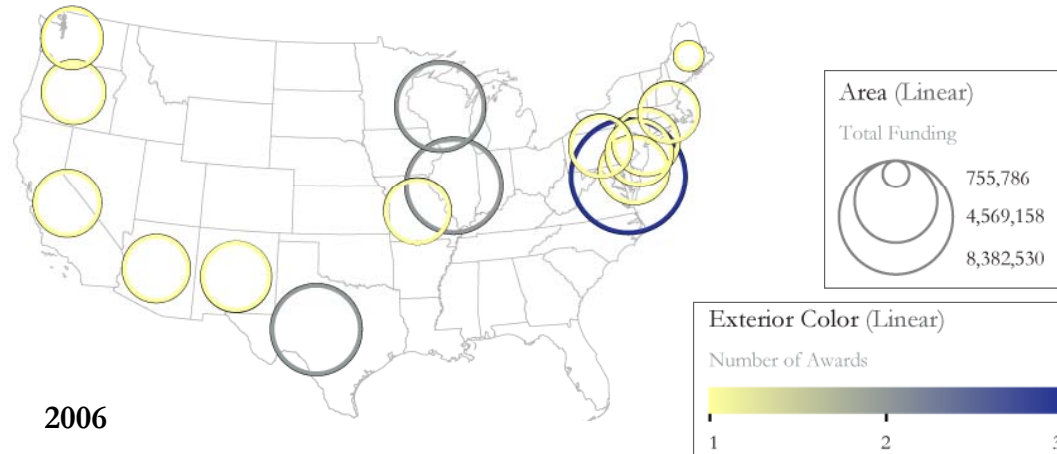 Area (Linear)
Total Funding
755,786
4,569,158
8,382,530
Exterior Color (Linear)
Number of Awards
1 2 3
2006